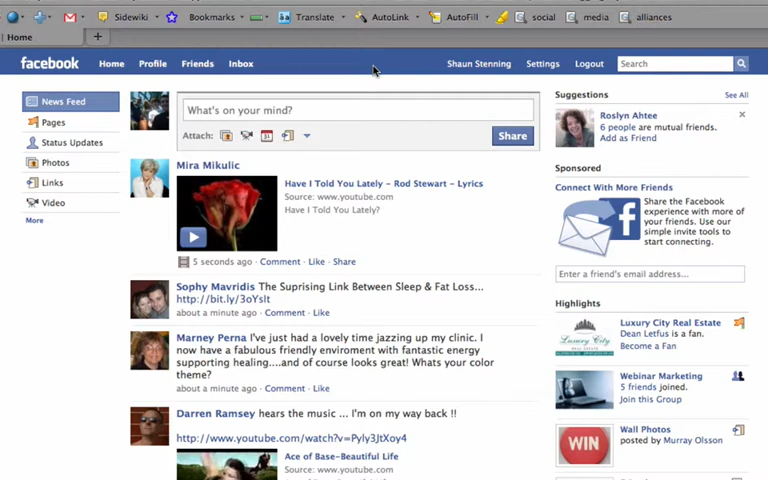 Sidewiki
Bookmarks
Translate
AutoLink
AutoFill
social
media
alliances
Home
facebook
Home
Profile
Friends
Inbox
Shaun Stenning
Settings
Logout
Search
News Feed
Pages
Status Updates
Photos
Links
Video
More
What's on your mind?
Attach:
31
Share
Mira Mikulic
Have I Told You Lately - Rod Stewart - Lyrics
Source: www.youtube.com
Have I Told You Lately?
5 seconds ago · Comment · Like · Share
Sophy Mavridis The Suprising Link Between Sleep & Fat Loss...
http://bit.ly/3oYslt
about a minute ago · Comment · Like
Marney Perna I've just had a lovely time jazzing up my clinic. I
now have a fabulous friendly enviroment with fantastic energy
supporting healing....and of course looks great! Whats your color
theme?
about a minute ago · Comment · Like
Darren Ramsey hears the music ... I'm on my way back !!
http://www.youtube.com/watch?v=Pyly3JtXoy4
Ace of Base-Beautiful Life
Source: www.youtube.com
Suggestions
See All
Roslyn Ahtee
6 people are mutual friends.
Add as Friend
Sponsored
Connect With More Friends
Share the Facebook
experience with more of
your friends. Use our
simple invite tools to
start connecting.
Enter a friend's email address...
Highlights
Luxury City
Luxury City Real Estate
Dean Letfus is a fan.
Become a Fan
Webinar Marketing
5 friends joined.
Join this Group
WIN
Wall Photos
posted by Murray Olsson